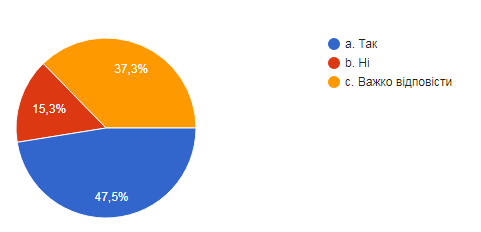 37,3%
15,3%
47,5%
a. Так
b. Ні
c. Важко відповісти